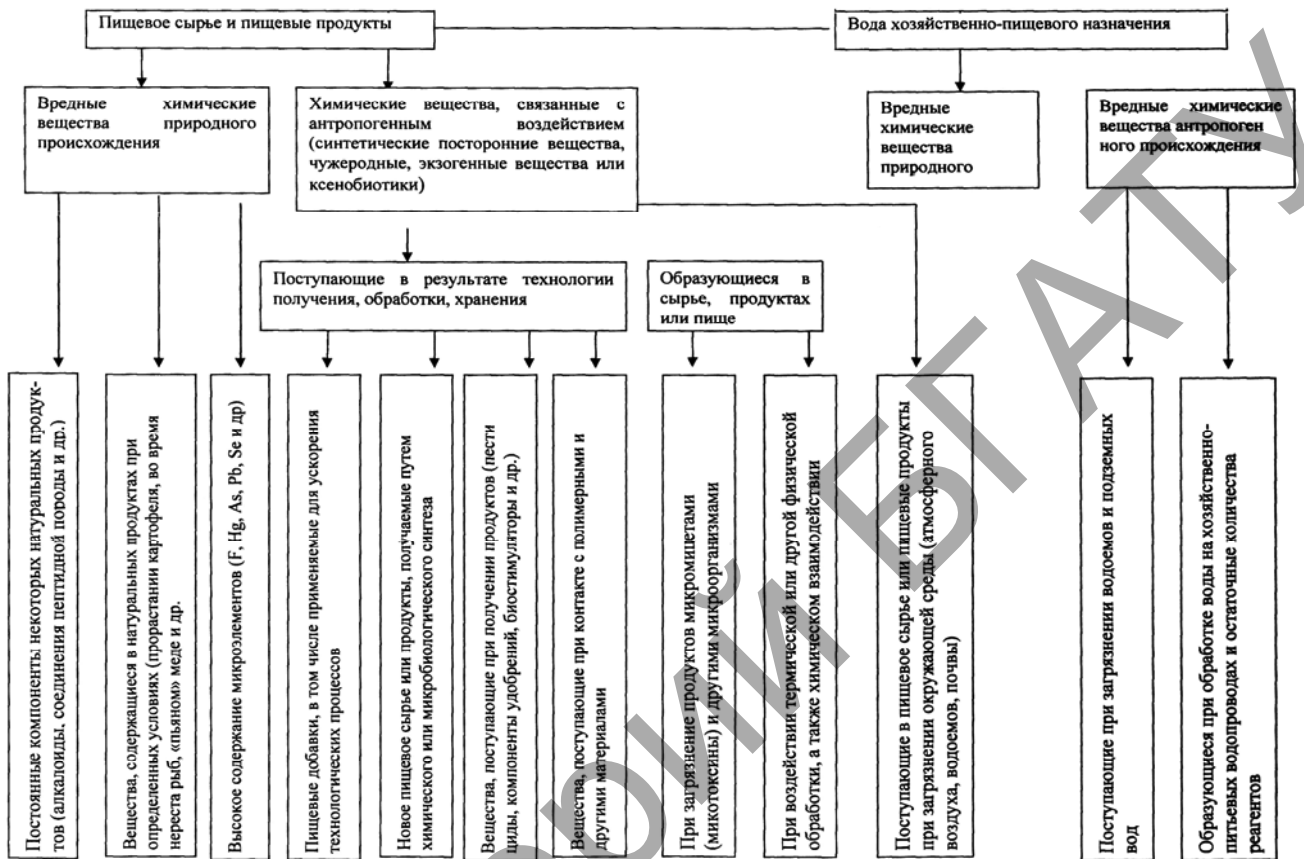 Пищевое сырье и пищевые продукты
Вода хозяйственно-пищевого назначения
Вредные химические
вещества природного
происхождения
Химические вещества, связанные с
антропогенным воздействием
(синтетические посторонние вещества,
чужеродные, экзогенные вещества или
ксенобиотики)
Вредные
химические
вещества
природного
Вредные химические
вещества антропоген
ного происхождения
Поступающие в результате технологии
получения, обработки, хранения
Образующиеся в
сырье, продуктах
или пище
Постоянные компоненты некоторых натуральных продук-
тов (алкалоиды, соединения пептидной породы и др.)
Вещества, содержащиеся в натуральных продуктах при
определенных условиях (прорастании картофеля, во время
нереста рыб, «пьяном» меде и др.
Высокое содержание микроэлементов (F, Hg, As, Pb, Se и др)
Пищевые добавки, в том числе применяемые для ускорения
технологических процессов
Новое пищевое сырье или продукты, получаемые путем
химического или микробиологического синтеза
Вещества, поступающие при получении продуктов (пести
циды, компоненты удобрений, биостимуляторы и др.)
Вещества, поступающие при контакте с полимерными и
другими материалами
При загрязнение продуктов микромицетами
(микотоксины) и другими микроорганизмами
При воздействии термической или другой физической
обработки, а также химическом взаимодействии
Поступающие в пищевое сырье или пищевые продукты
при загрязнении окружающей среды (атмосферного
воздуха, водоемов, почвы)
Поступающие при загрязнении водоемов и подземных
вод
Образующиеся при обработке воды на хозяйственно-
питьевых водопроводах и остаточные количества
реагентов
орий БГАТУ